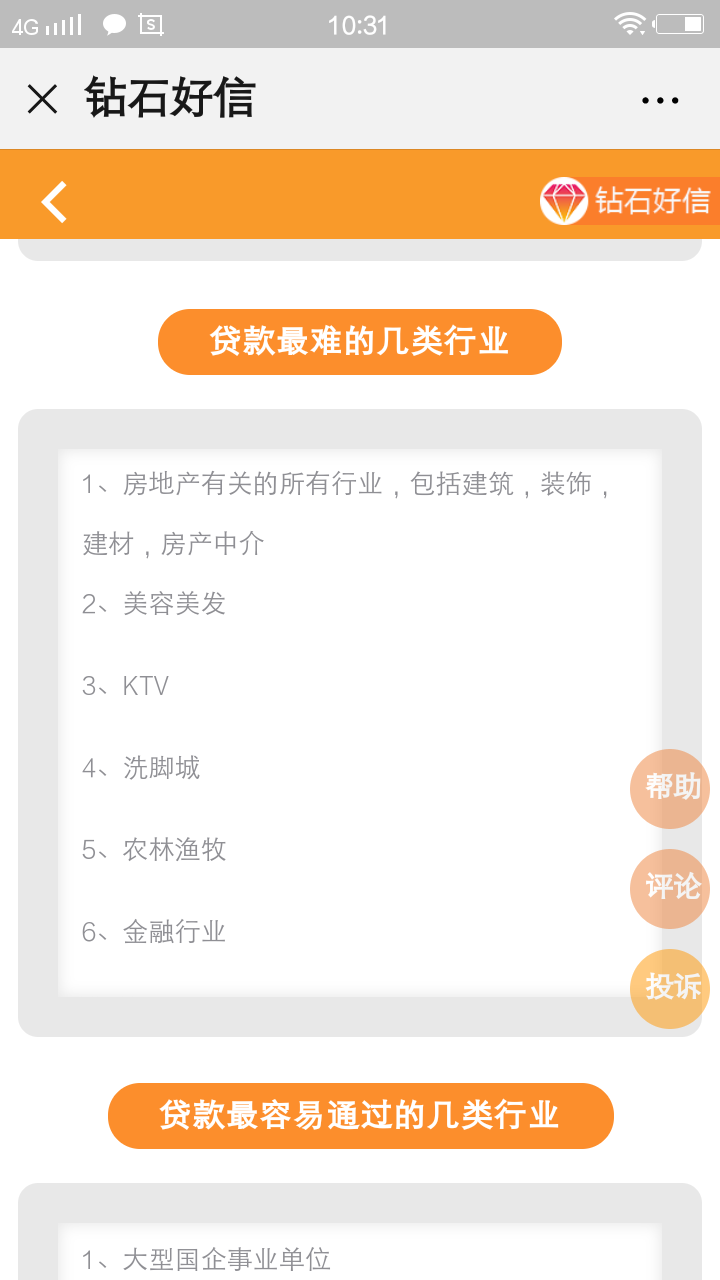 4G
S
10:31
钻石好信
钻石好信
贷款最难的几类行业
1、房地产有关的所有行业，包括建筑，装饰，
建材，房产中介
2、美容美发
3、KTV
4、洗脚城
5、农林渔牧
6、金融行业
帮助
评论
投诉
贷款最容易通过的几类行业
1、大型国企事业单位